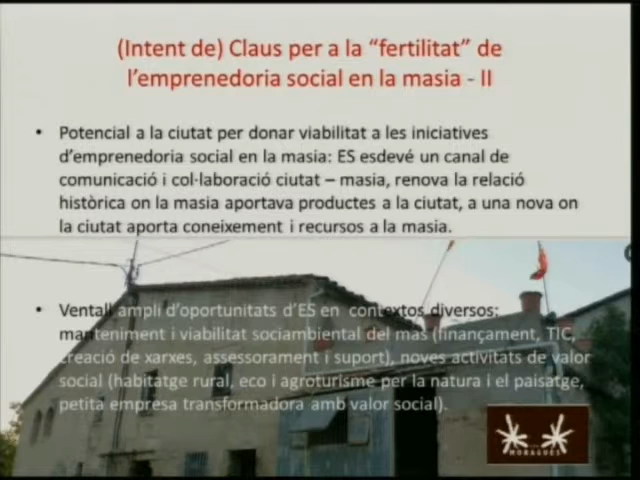 (Intent de) Claus per a la “fertilitat” de
l’emprenedoria social en la masia - II
• Potencial a la ciutat per donar viabilitat a les iniciatives
d’emprenedoria social en la masia: ES esdevé un canal de
comunicació i col·laboració ciutat – masia, renova la relació
històrica on la masia aportava productes a la ciutat, a una nova on
la ciutat aporta coneixement i recursos a la masia.
• Ventall ampli d’oportunitats d’ES en contextos diversos:
manteniment i viabilitat sociambiental del mas (finançament, TIC,
creació de xarxes, assessorament i suport), noves activitats de valor
social (habitatge rural, eco i agroturisme per la natura i el paisatge,
petita empresa transformadora amb valor social).
MORAGUES